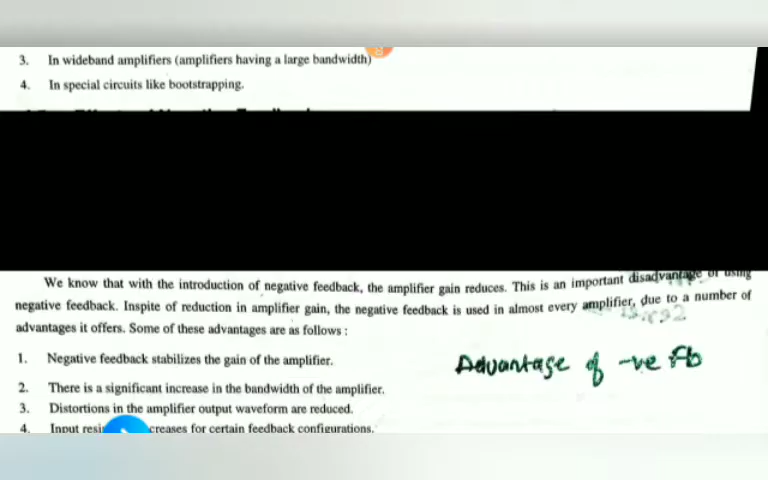 3. In wideband amplifiers (amplifiers having a large bandwidth)
4. In special circuits like bootstrapping.
We know that with the introduction of negative feedback, the amplifier gain reduces. This is an important disadvantage of using
negative feedback. Inspite of reduction in amplifier gain, the negative feedback is used in almost every amplifier, due to a number of
advantages it offers. Some of these advantages are as follows :
1. Negative feedback stabilizes the gain of the amplifier.
Advantage of -ve Fb
2. There is a significant increase in the bandwidth of the amplifier.
3. Distortions in the amplifier output waveform are reduced.
4. Input creases for certain feedback configurations.